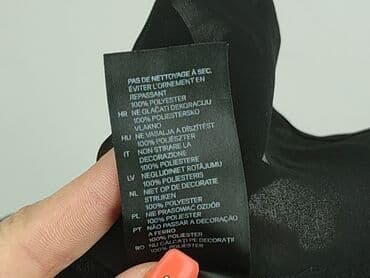 PAS DE NETTOYAGE À SEC.
ÉVITER L'ORNEMENT EN
REPASSANT
100% POLYESTER
HR NE GLAČATI DEKORACIJU
100% POLIESTERSKO
VLAKNO
HU NE VASALJA A DÍSZÍTÉST
100% POLIÉSZTER
IT NON STIRARE LA
DECORAZIONE
100% POLIESTERE
LV NEGLUDINIET ROTĀJUMU
100% POLIESTERIS
NL NIET OP DE DECORATIE
STRIJKEN
100% POLYESTER
PL NIE PRASOWAĆ OZDÓB
100% POLIESTER
PT NÃO PASSAR A DECORAÇÃO
A FERRO
100% POLIÉSTER
RO NU CĂLCAȚI PE DECORAȚII
100% POLIESTER